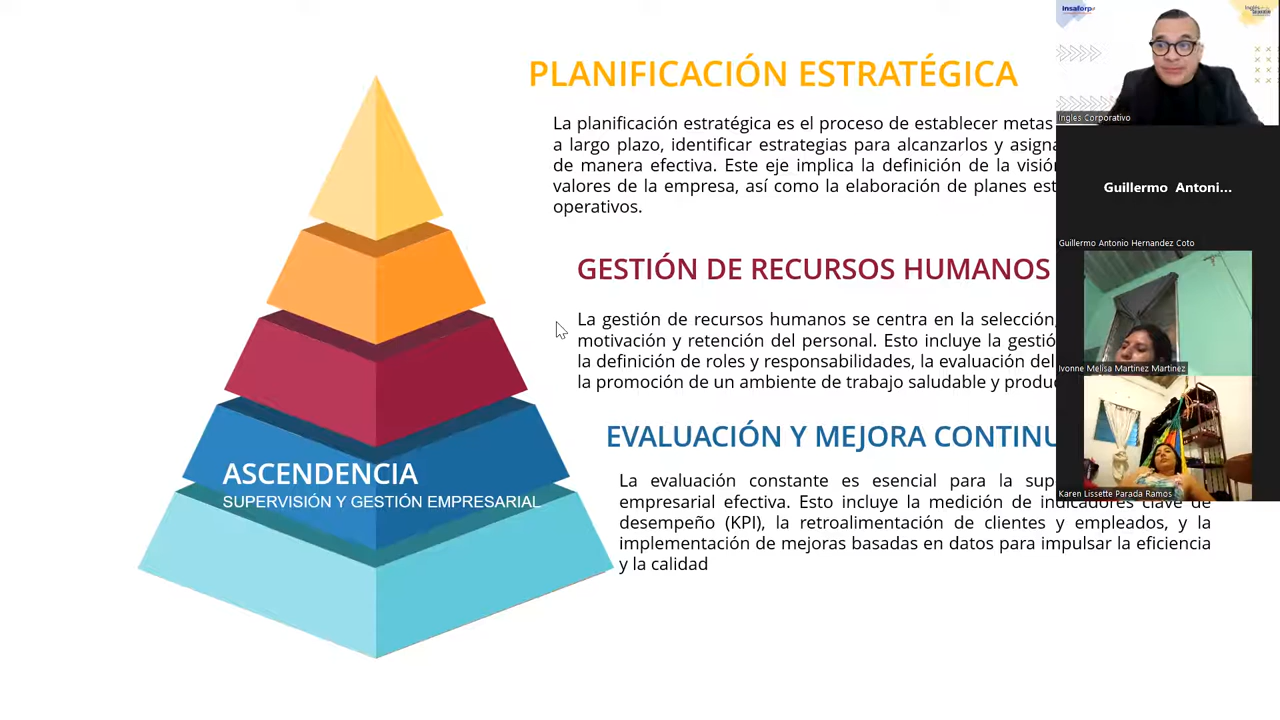 PLANIFICACIÓN ESTRATÉGICA
La planificación estratégica es el proceso de establecer metas
a largo plazo, identificar estrategias para alcanzarlos y
de manera efectiva. Este eje implica la definición de la
valores de la empresa, así como la elaboración de planes
operativos.
GESTIÓN DE RECURSOS HUMANOS
La gestión de recursos humanos se centra en la selección,
motivación y retención del personal. Esto incluye la
la definición de roles y responsabilidades, la evaluación del
la promoción de un ambiente de trabajo saludable y
EVALUACIÓN Y MEJORA
La evaluación constante es esencial para la
empresarial efectiva. Esto incluye la medición de indicadores clave de
desempeño (KPI), la retroalimentación de clientes y empleados, y la
implementación de mejoras basadas en datos para impulsar la eficiencia
y la calidad
ASCENDENCIA
SUPERVISIÓN Y GESTIÓN EMPRESARIAL
insaforp
Ingles Corporativo
Guillermo Antoni...
Guillermo Antonio Hernandez Coto
Ivonne Melisa Martinez Martinez
Karen Lissette Parada Ramos